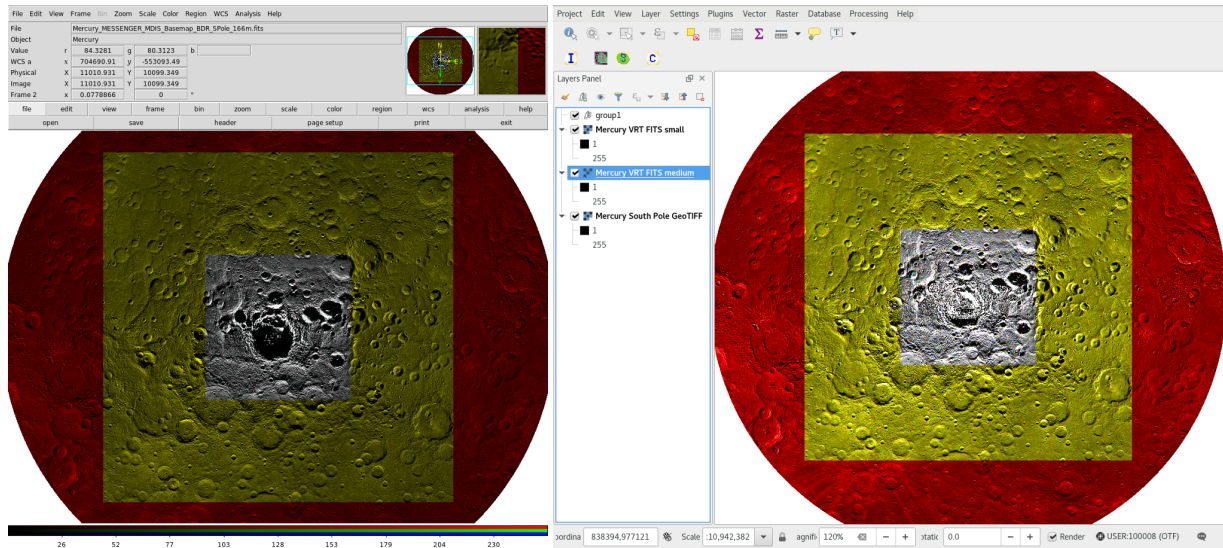 File Edit View Frame Bin Zoom Scale Color Region WCS Analysis Help
File Mercury_MESSENGER_MDIS_Basemap_BDR_SPole_166m.fits
Object Mercury
Value r 84.3281 g 80.3123 b
WCS a x 704690.91 y -553093.49
Physical X 11010.931 Y 10099.349
Image X 11010.931 Y 10099.349
Frame 2 x 0.0778866 0 °
N
E X
file edit view frame bin zoom scale color region wcs analysis help
open save header page setup print exit
26 52 77 103 128 153 179 204 230
Project Edit View Layer Settings Plugins Vector Raster Database Processing Help
Σ T
I S C
Layers Panel
group1
Mercury VRT FITS small
1
255
Mercury VRT FITS medium
1
255
Mercury South Pole GeoTIFF
1
255
oordina 838394,977121 Scale :10,942,382 agnifi 120% − + otatic 0.0 − + Render USER:100008 (OTF)